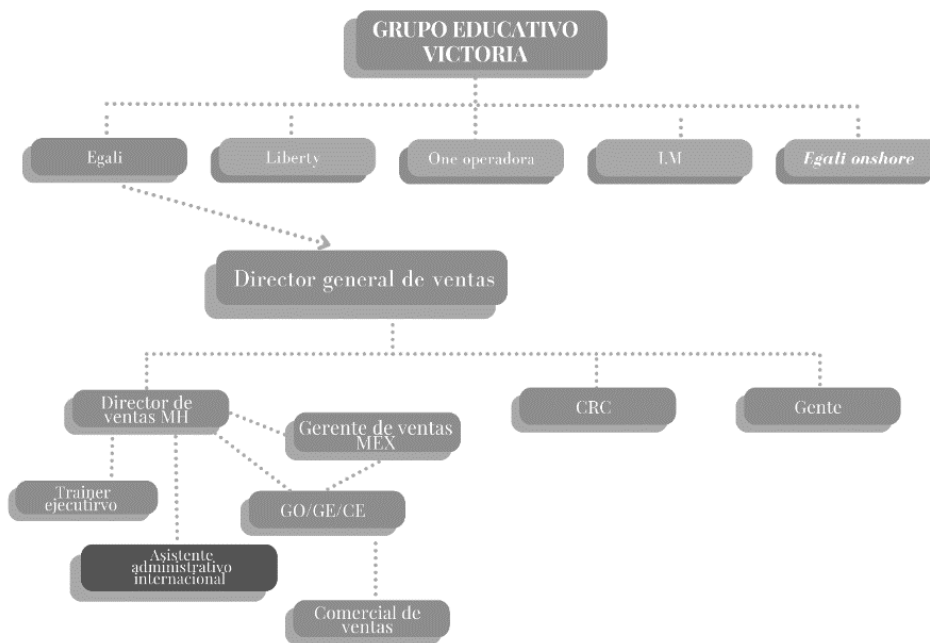 GRUPO EDUCATIVO
VICTORIA
Egali
Liberty
One operadora
I.M
Egali onshore
Director general de ventas
Director de
ventas MH
Gerente de ventas
MEX
CRC
Gente
Trainer
ejecutirvo
GO/GE/CE
Asistente
administrativo
internacional
Comercial de
ventas